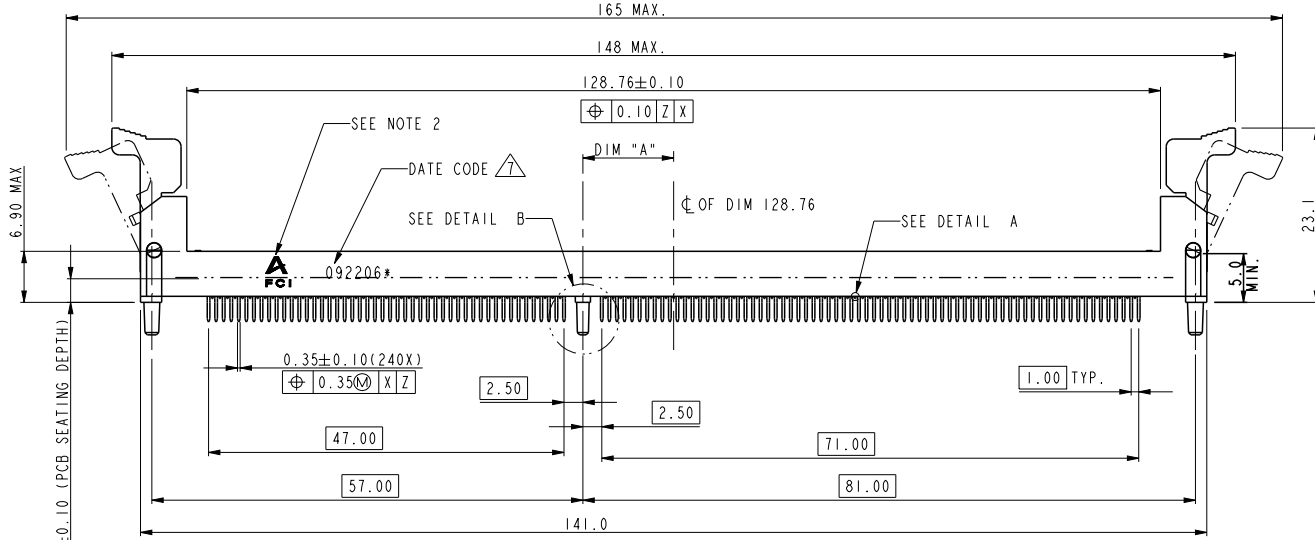 165 MAX.
148 MAX.
128.76±0.10
⌖ 0.10 Z X
SEE NOTE 2
DIM "A"
DATE CODE 7
℄ OF DIM 128.76
SEE DETAIL B
SEE DETAIL A
6.90 MAX
23.1
FCI
092206*
5.0 MIN.
±0.10 (PCB SEATING DEPTH)
0.35±0.10(240X)
⌖ 0.35Ⓜ X Z
1.00 TYP.
2.50
2.50
47.00
71.00
57.00
81.00
141.0